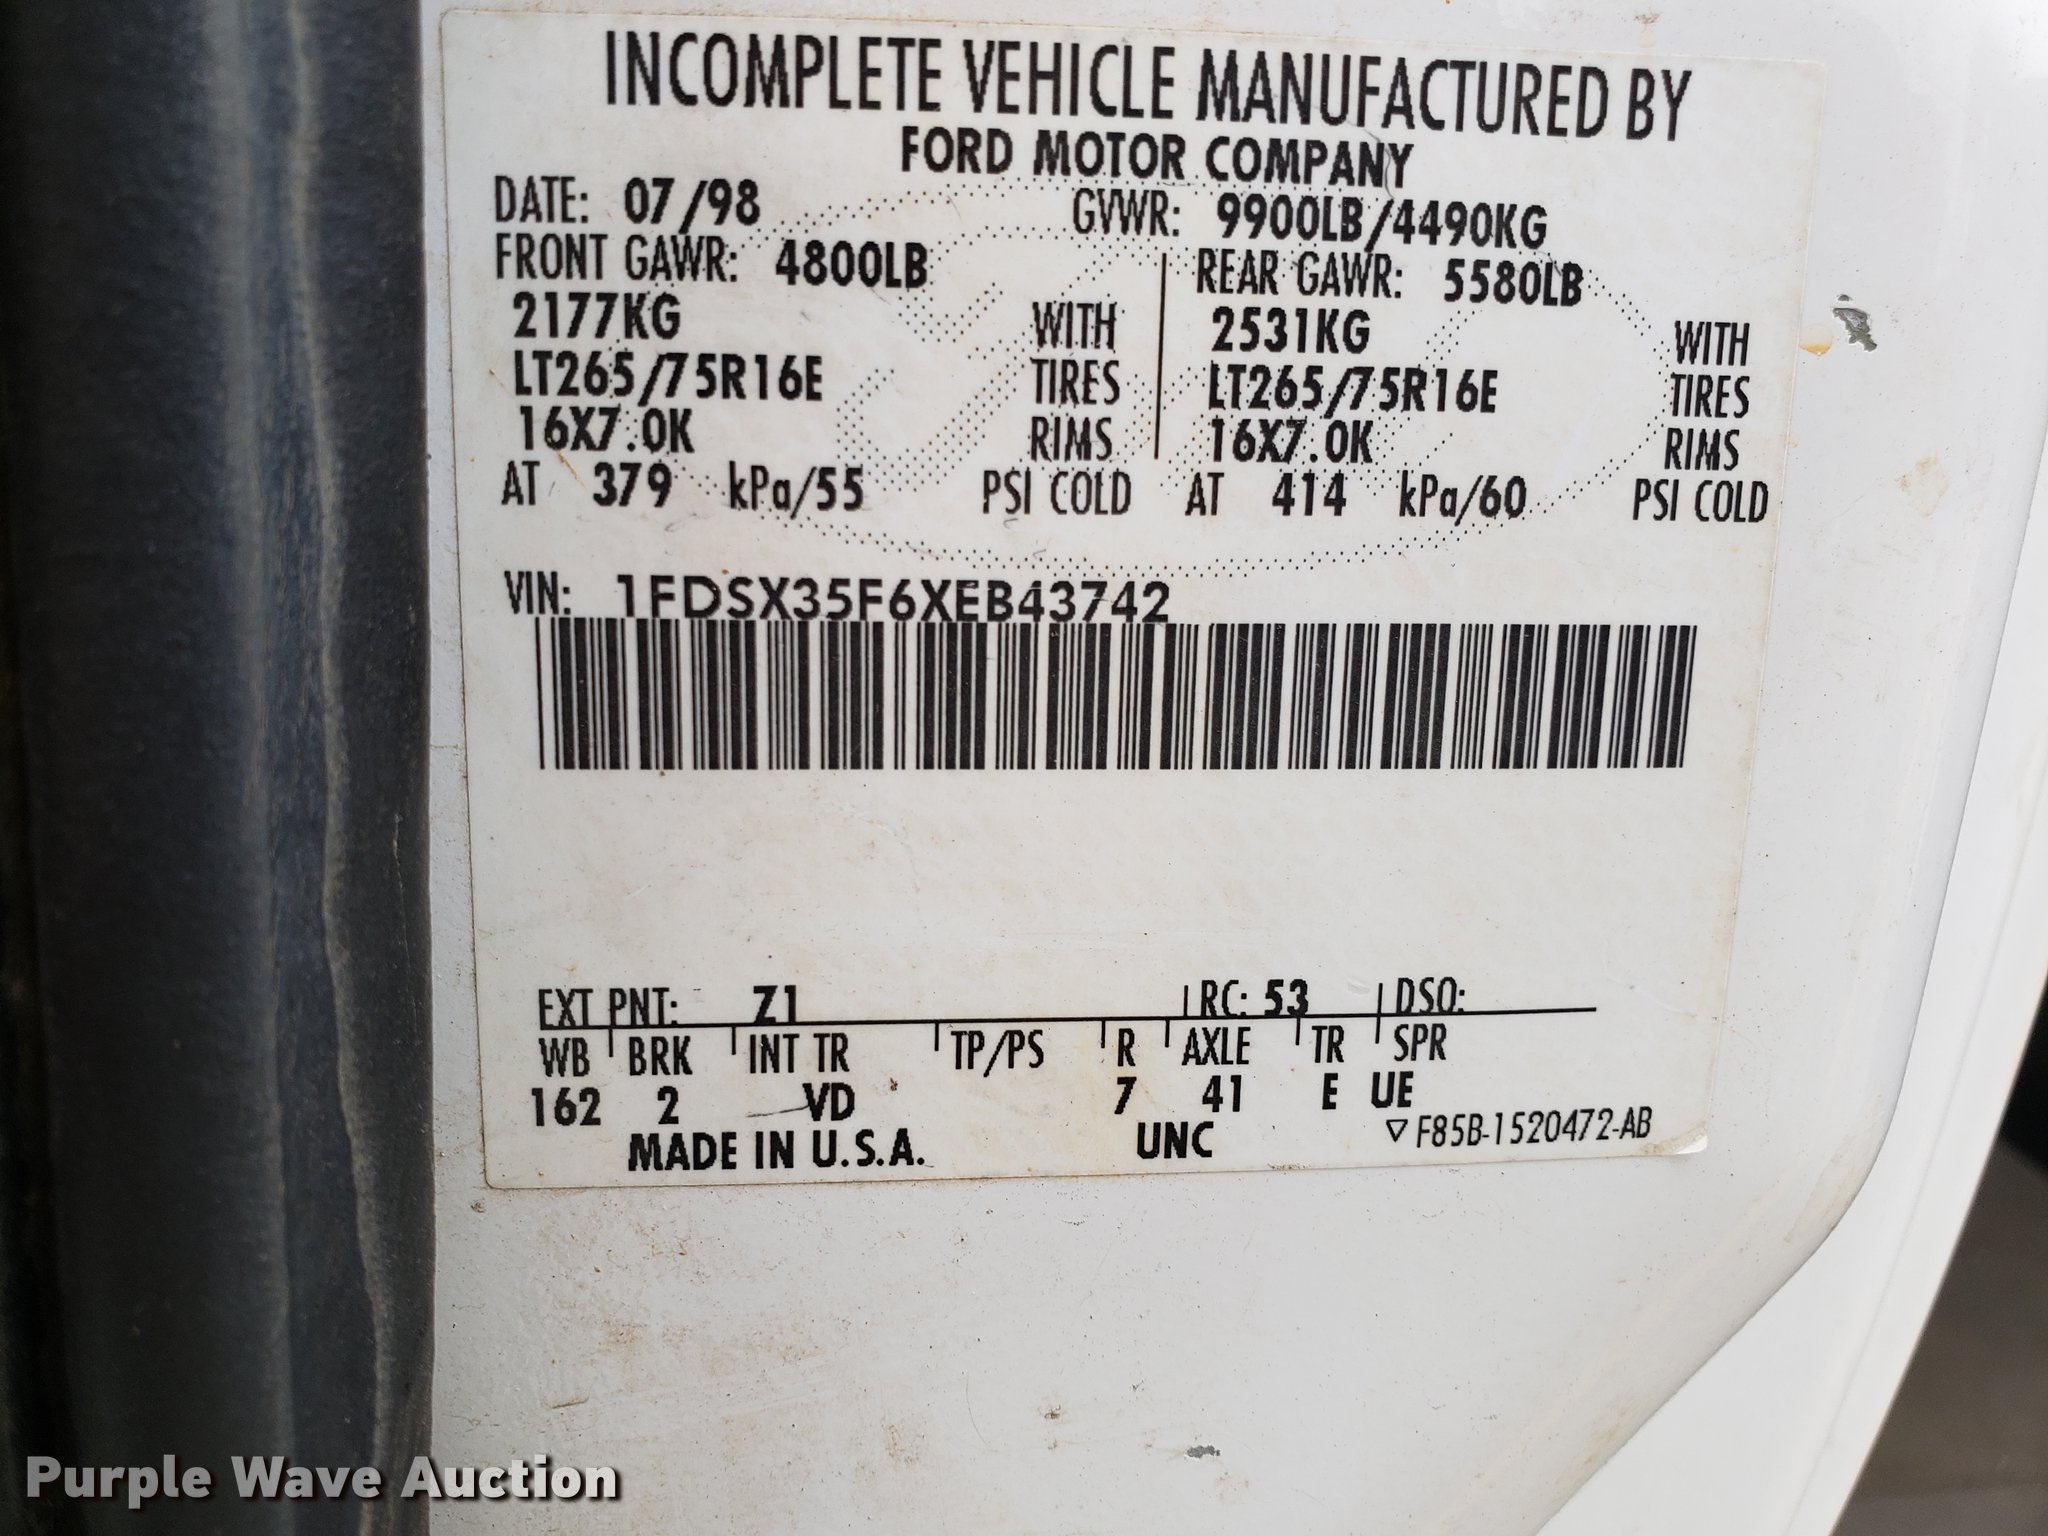 INCOMPLETE VEHICLE MANUFACTURED BY
FORD MOTOR COMPANY
DATE: 07/98 GVWR: 9900LB/4490KG
FRONT GAWR: 4800LB REAR GAWR: 5580LB
2177KG WITH 2531KG WITH
LT265/75R16E TIRES LT265/75R16E TIRES
16X7.0K RIMS 16X7.0K RIMS
AT 379 kPa/55 PSI COLD AT 414 kPa/60 PSI COLD
VIN: 1FDSX35F6XEB43742
EXT PNT: Z1 RC: 53 DSO:
WB BRK INT TR TP/PS R AXLE TR SPR
162 2 VD 7 41 E UE
MADE IN U.S.A. UNC ▽F85B-1520472-AB
Purple Wave Auction